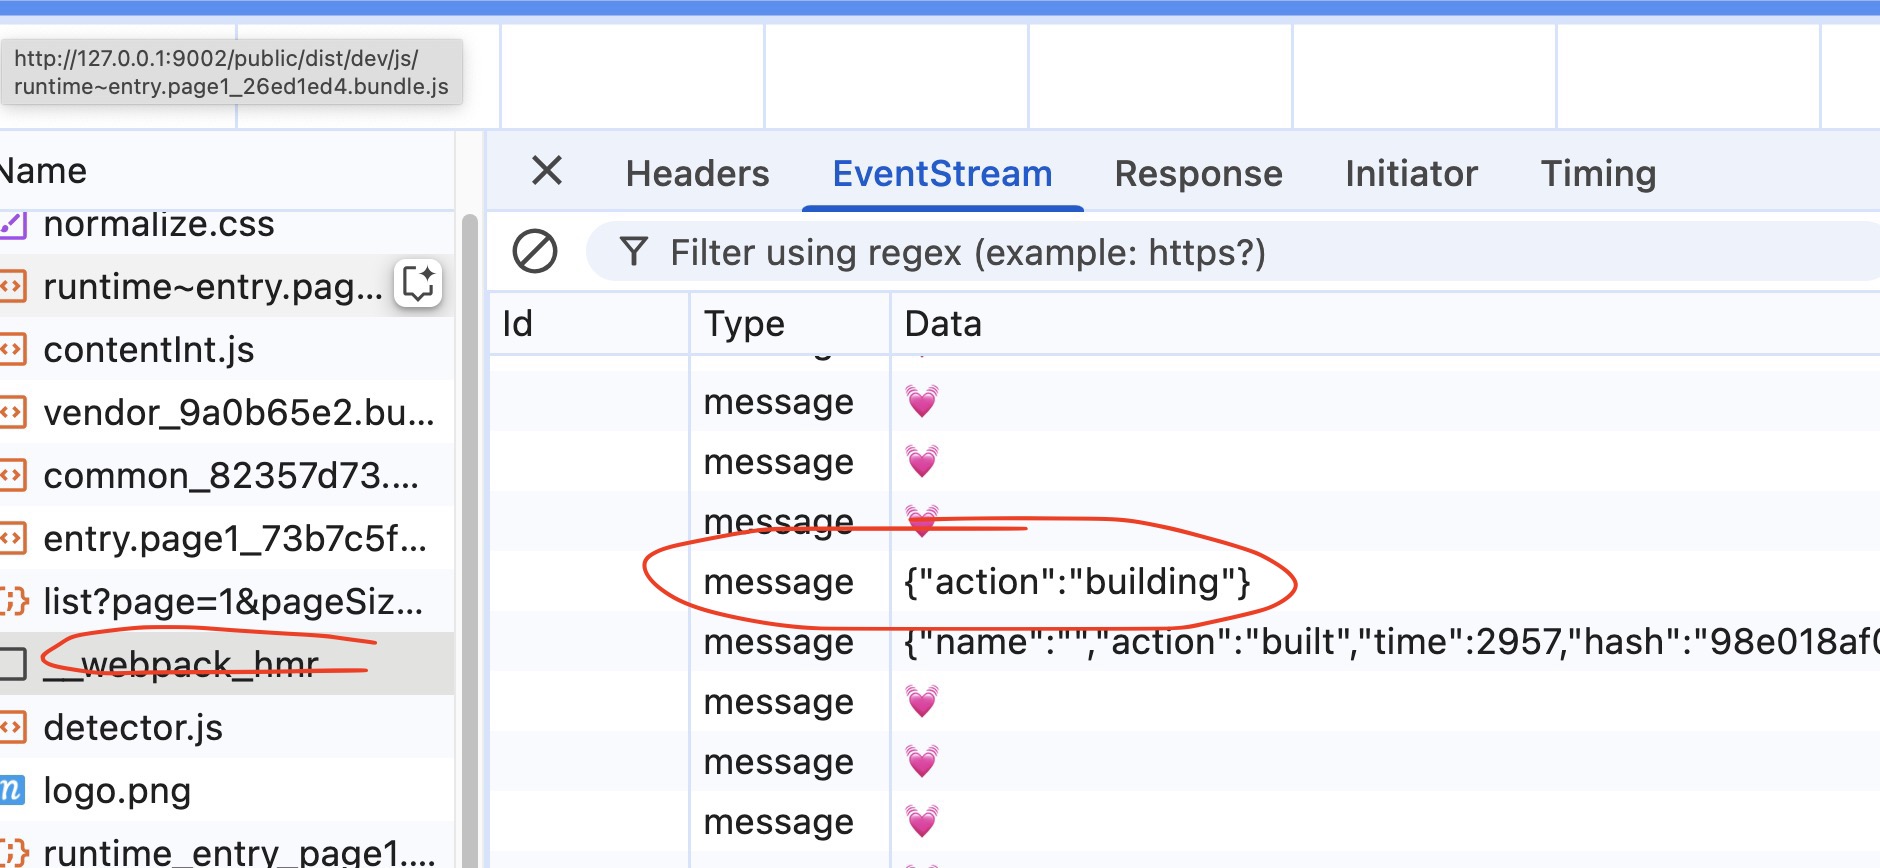 http://127.0.0.1:9002/public/dist/dev/js/
runtime~entry.page1_26ed1ed4.bundle.js
Name
normalize.css
runtime~entry.pag...
contentInt.js
vendor_9a0b65e2.bu...
common_82357d73....
entry.page1_73b7c5f...
list?page=1&pageSiz...
__webpack_hmr
detector.js
logo.png
runtime_entry_page1....
Headers EventStream Response Initiator Timing
Filter using regex (example: https?)
Id Type Data
message 💓
message 💓
message 💓
message {"action":"building"}
message {"name":"","action":"built","time":2957,"hash":"98e018af0
message 💓
message 💓
message 💓